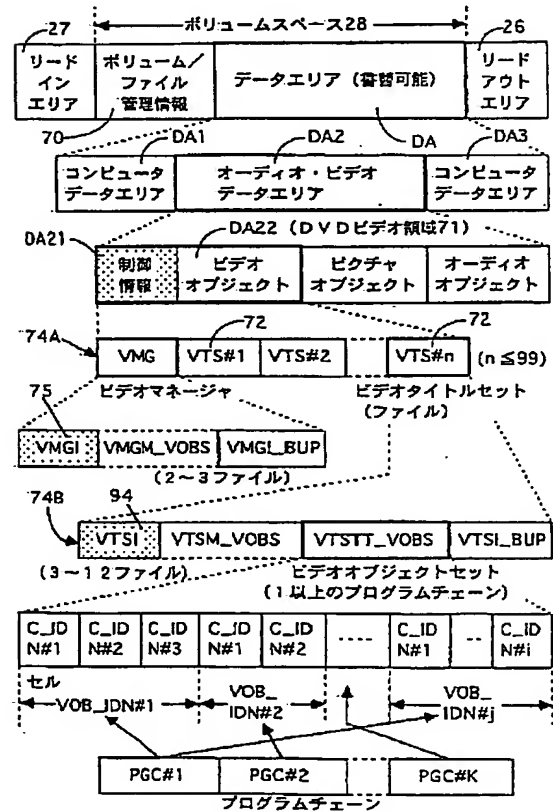 27
ボリュームスペース28
26
リード
イン
エリア
ボリューム/
ファイル
管理情報
データエリア (書替可能)
リード
アウト
エリア
70
DA1
DA2
DA
DA3
コンピュータ
データエリア
オーディオ・ビデオ
データエリア
コンピュータ
データエリア
DA21
DA22 (DVDビデオ領域71)
制御
情報
ビデオ
オブジェクト
ピクチャ
オブジェクト
オーディオ
オブジェクト
74A
72
72
VMG
VTS#1
VTS#2
VTS#n
(n≦99)
ビデオマネージャ
ビデオタイトルセット
(ファイル)
75
VMGI
VMGM_VOBS
VMGI_BUP
(2~3ファイル)
74B
94
VTSI
VTSM_VOBS
VTSTT_VOBS
VTSI_BUP
(3~12ファイル)
ビデオオブジェクトセット
(1以上のプログラムチェーン)
C_ID
N#1
C_ID
N#2
C_ID
N#3
C_ID
N#1
C_ID
N#2
C_ID
N#1
C_ID
N#i
セル
VOB_IDN#1
VOB_
IDN#2
VOB_
IDN#j
PGC#1
PGC#2
PGC#K
プログラムチェーン